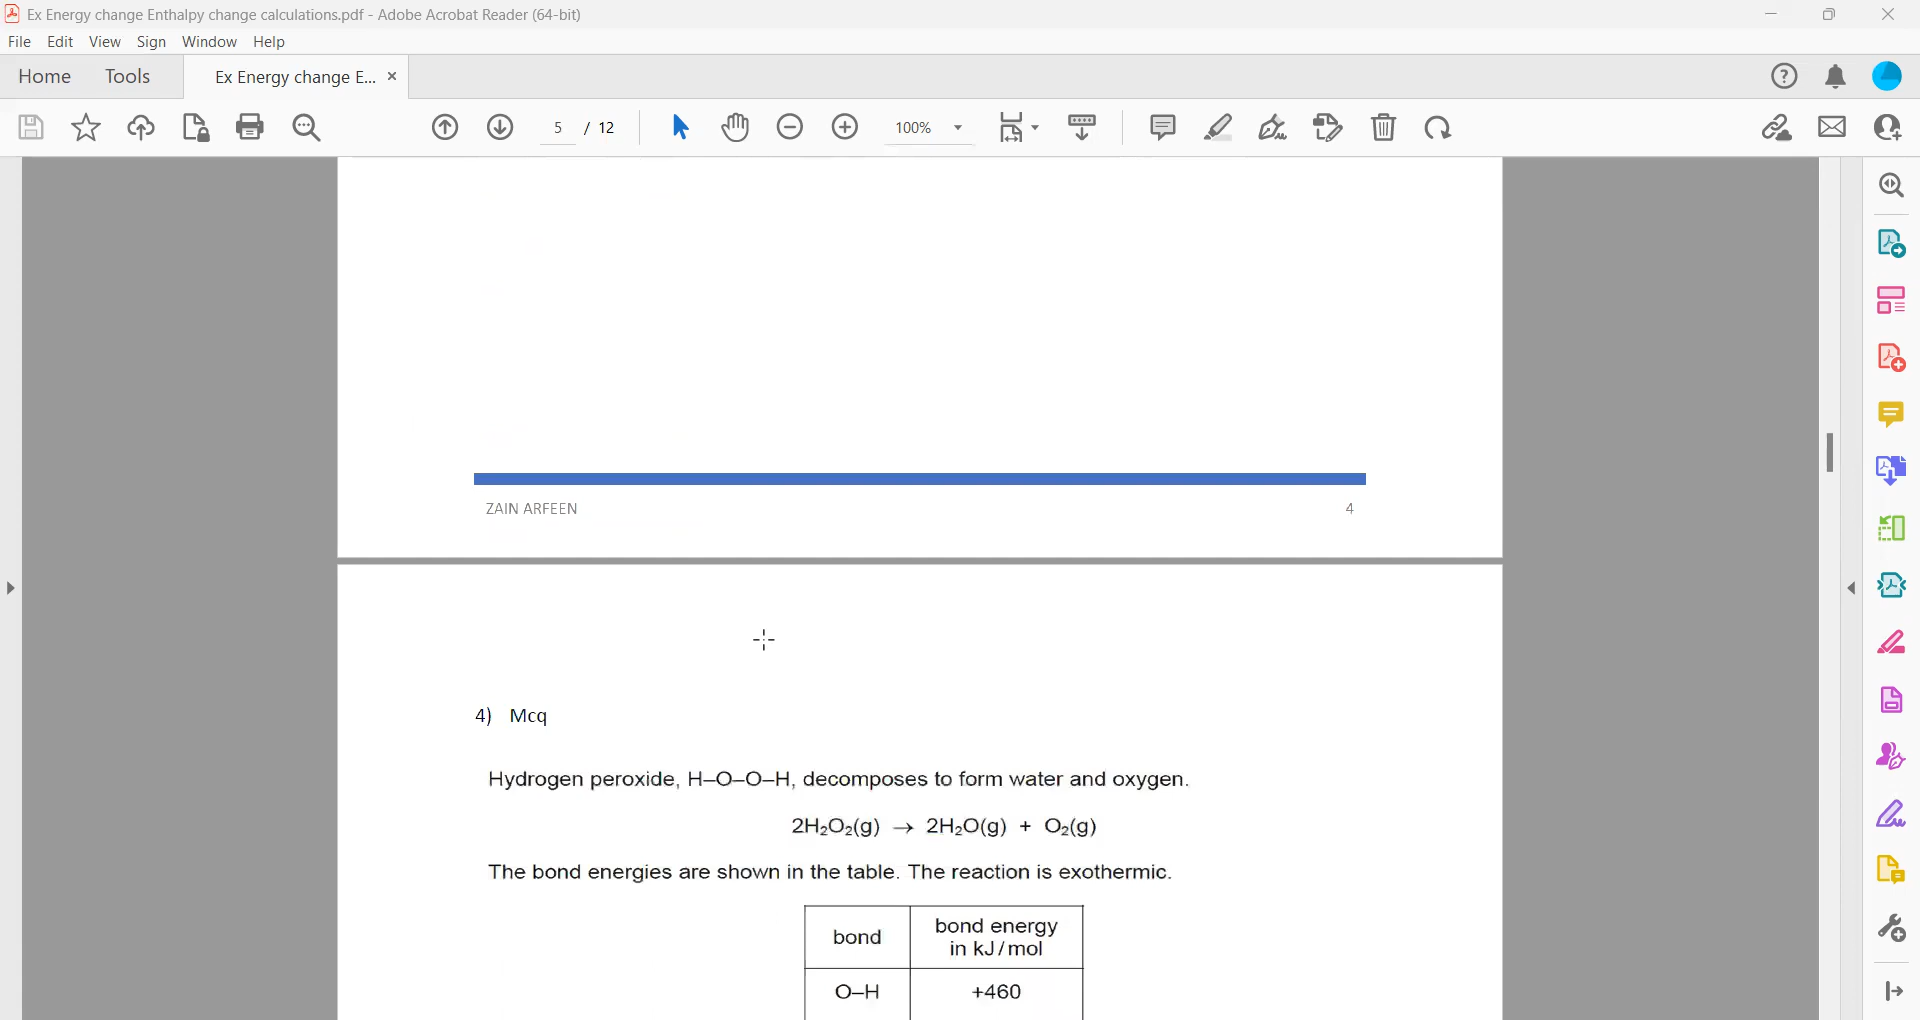 Ex Energy change Enthalpy change calculations.pdf - Adobe Acrobat Reader (64-bit)
File Edit View Sign Window Help
Home Tools Ex Energy change E...
5 / 12 100%
ZAIN ARFEEN 4
4) Mcq
Hydrogen peroxide, H–O–O–H, decomposes to form water and oxygen.
2H₂O₂(g) → 2H₂O(g) + O₂(g)
The bond energies are shown in the table. The reaction is exothermic.
bond bond energy
in kJ/mol
O–H +460